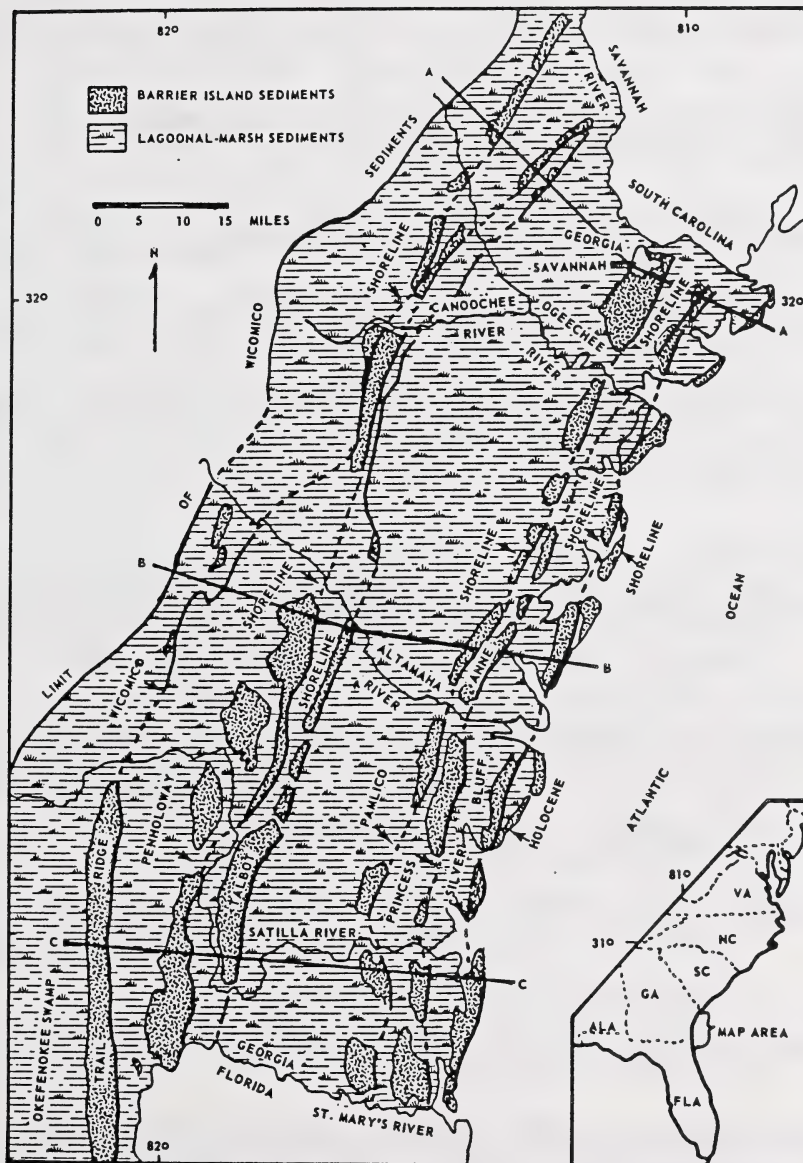 82°
81°
BARRIER ISLAND SEDIMENTS
LAGOONAL-MARSH SEDIMENTS
0 5 10 15 MILES
N
A
SEDIMENTS
SAVANNAH
RIVER
SOUTH CAROLINA
GEORGIA
SAVANNAH
SHORELINE
32°
WICOMICO
CANOOCHEE
RIVER
OGEECHEE
RIVER
SHORELINE
32°
A
OF
B
SHORELINE
SHORELINE
SHORELINE
SHORELINE
OCEAN
LIMIT
WICOMICO
SHORELINE
ALTAMAHA
RIVER
ANNE
B
PENHOLOWAY
TALBOT
PAMLICO
PRINCESS
SILVER
BLUFF
HOLOCENE
ATLANTIC
RIDGE
C
SATILLA RIVER
C
OKEFENOKEE SWAMP
TRAIL
GEORGIA
FLORIDA
ST. MARY'S RIVER
82°
81°
31°
VA
NC
SC
GA
ALA
MAP AREA
FLA